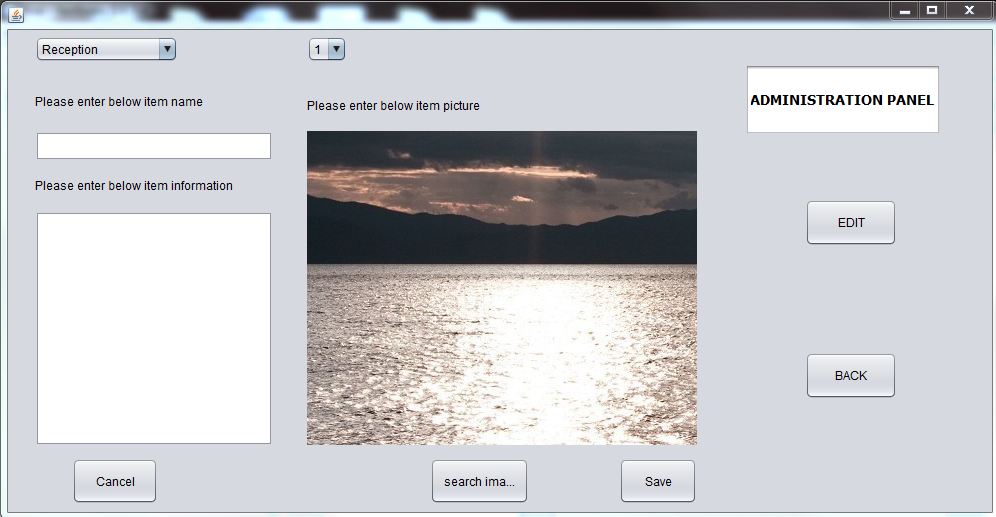 Reception
1
Please enter below item name
Please enter below item picture
ADMINISTRATION PANEL
Please enter below item information
EDIT
BACK
Cancel
search ima...
Save